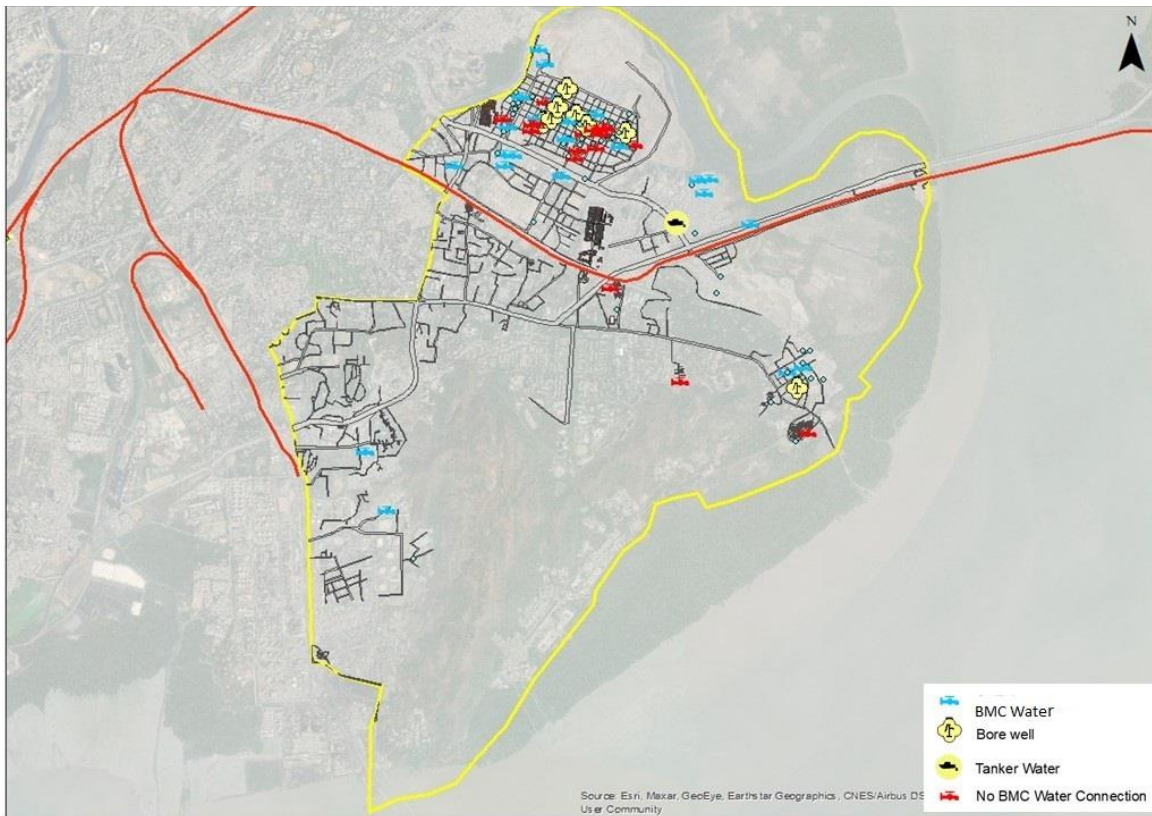 N
BMC Water
Bore well
Tanker Water
No BMC Water Connection
Source: Esri, Maxar, GeoEye, Earthstar Geographics, CNES/Airbus DS
User Community